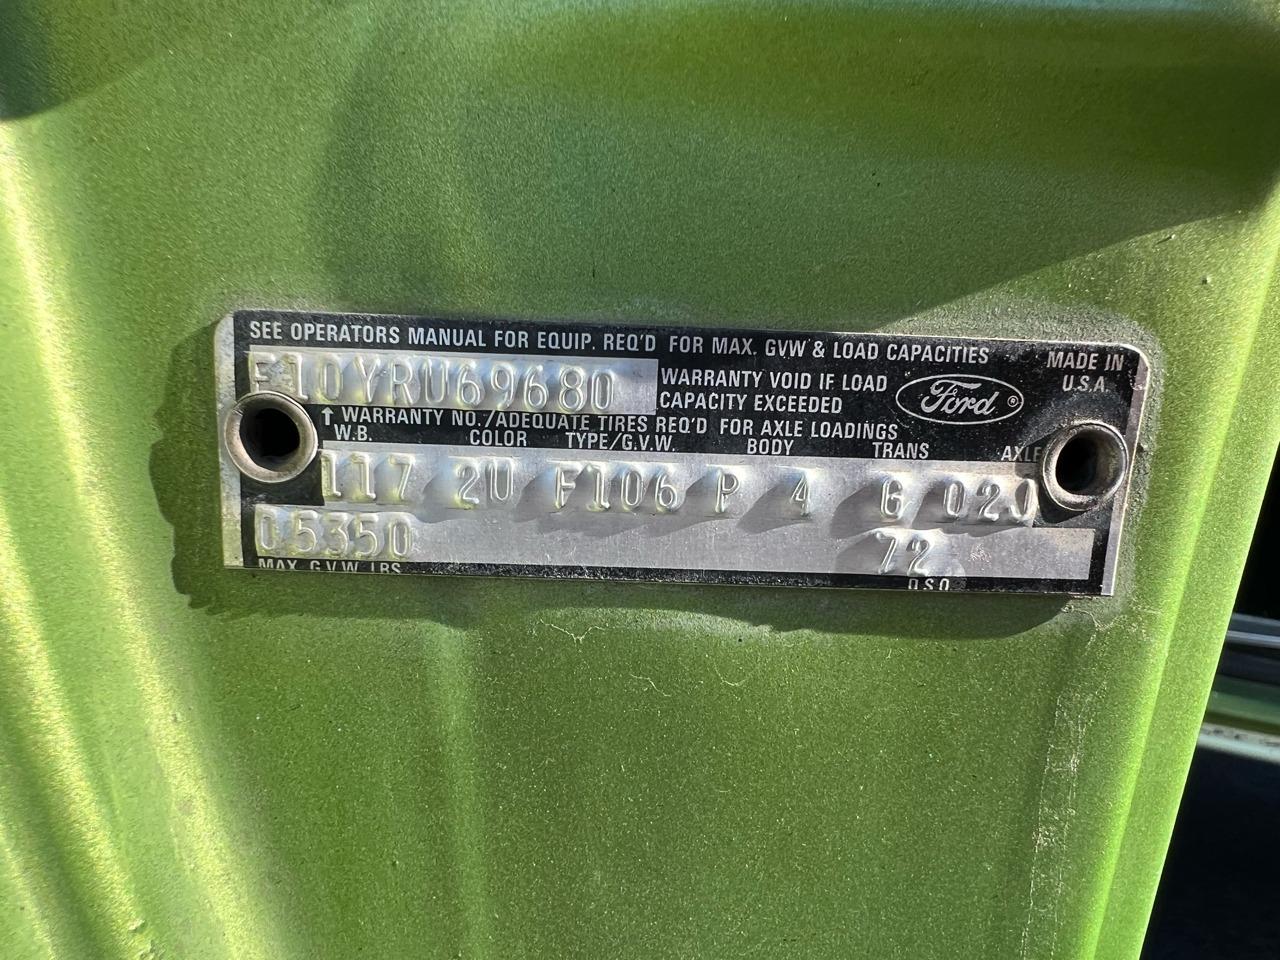 SEE OPERATORS MANUAL FOR EQUIP. REQ'D FOR MAX. GVW & LOAD CAPACITIES
MADE IN U.S.A.
F10YRU69680
WARRANTY VOID IF LOAD
CAPACITY EXCEEDED
Ford ®
↑ WARRANTY NO./ADEQUATE TIRES REQ'D FOR AXLE LOADINGS
W.B. COLOR TYPE/G.V.W. BODY TRANS AXLE
117 2U F106 P 4 G 02J
05350 72
MAX. G.V.W. LBS. D.S.O.